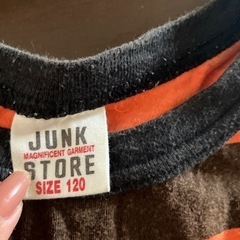 JUNK
MAGNIFICENT GARMENT
STORE
SIZE 120